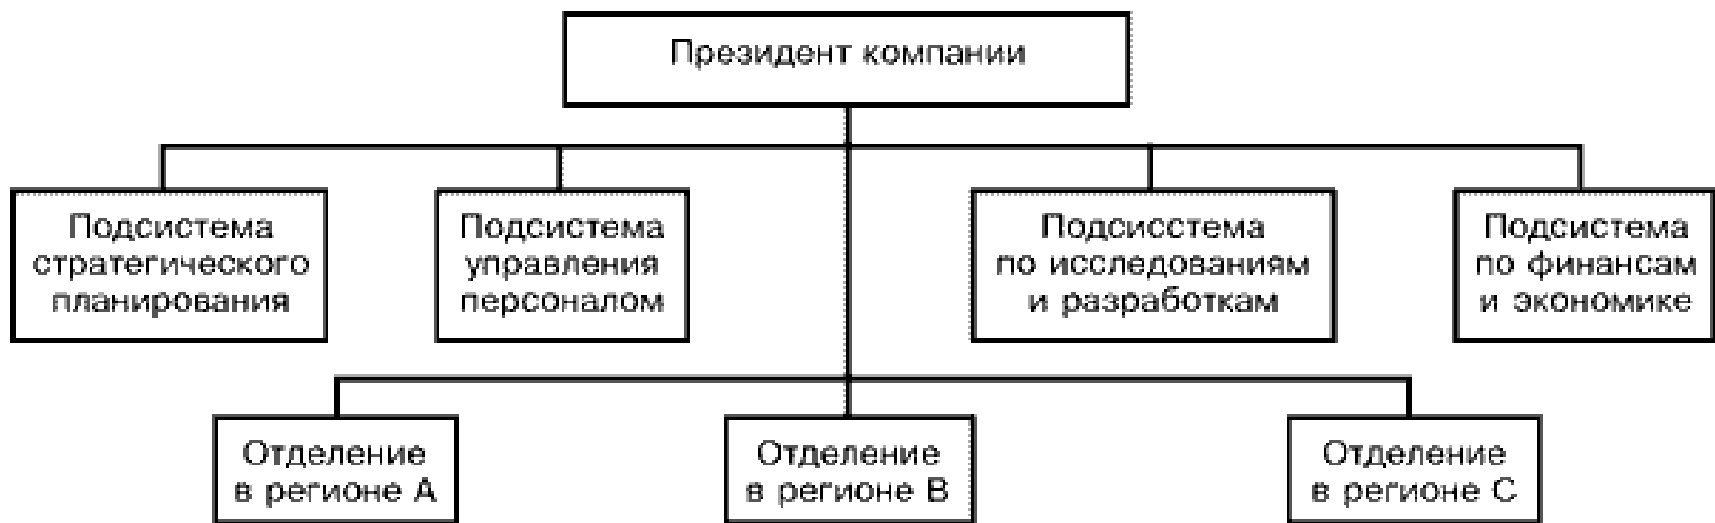 Президент компании
Подсистема
стратегического
планирования
Подсистема
управления
персоналом
Подсисстема
по исследованиям
и разработкам
Подсистема
по финансам
и экономике
Отделение
в регионе А
Отделение
в регионе В
Отделение
в регионе С